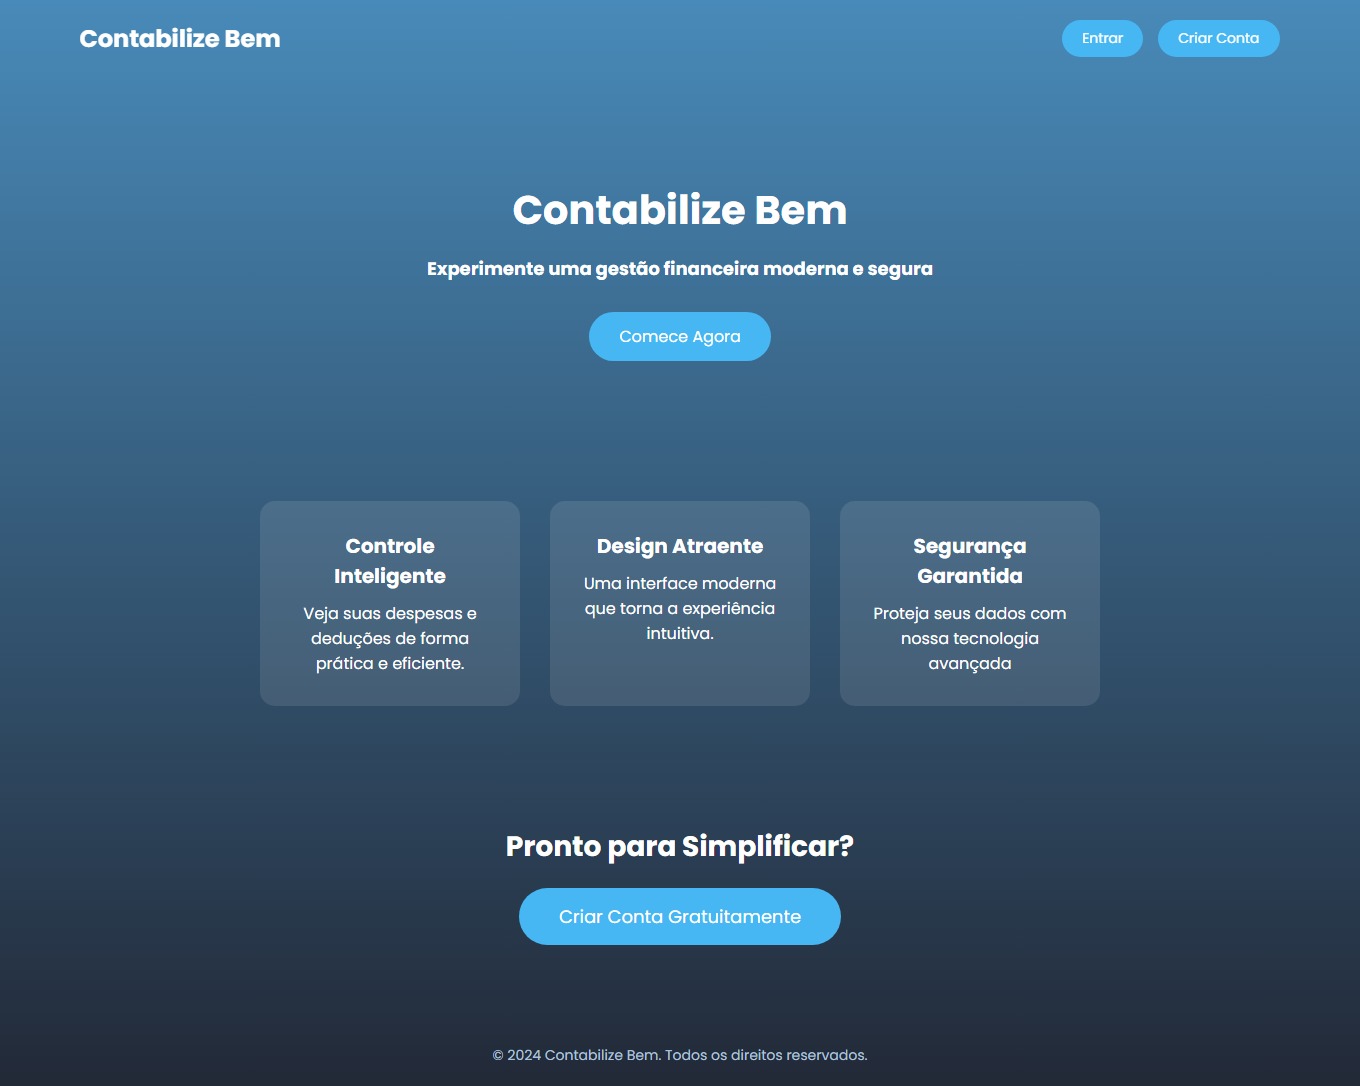 Contabilize Bem
Entrar
Criar Conta
Contabilize Bem
Experimente uma gestão financeira moderna e segura
Comece Agora
Controle
Inteligente
Veja suas despesas e
deduções de forma
prática e eficiente.
Design Atraente
Uma interface moderna
que torna a experiência
intuitiva.
Segurança
Garantida
Proteja seus dados com
nossa tecnologia
avançada
Pronto para Simplificar?
Criar Conta Gratuitamente
© 2024 Contabilize Bem. Todos os direitos reservados.